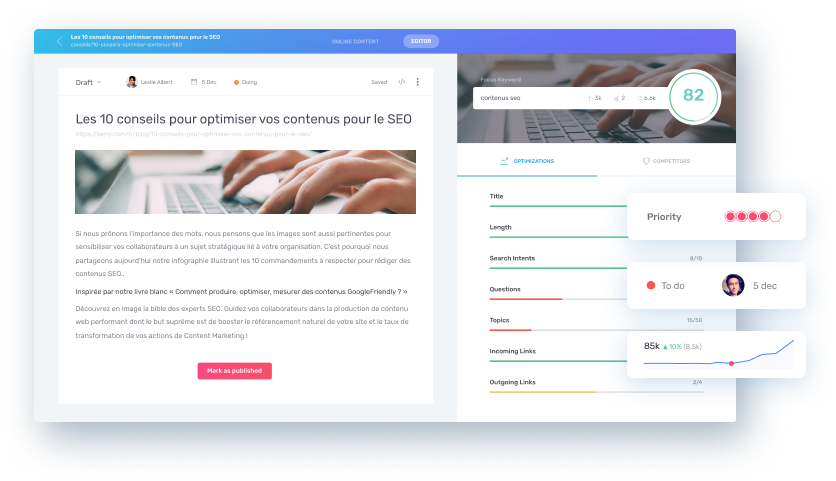 Les 10 conseils pour optimiser vos contenus pour le SEO
conseils/10-conseils-optimiser-contenus-SEO
ONLINE CONTENT
EDITOR
Draft
Leslie Albert
5 Dec
Doing
Saved
</>
Les 10 conseils pour optimiser vos contenus pour le SEO
https://semji.com/fr/blog/10-conseils-pour-optimiser-vos-contenus-pour-le-seo/
Si nous prônons l'importance des mots, nous pensons que les images sont aussi pertinentes pour
sensibiliser vos collaborateurs à un sujet stratégique lié à votre organisation. C'est pourquoi nous
partageons aujourd'hui notre infographie illustrant les 10 commandements à respecter pour rédiger des
contenus SEO..
Inspirée par notre livre blanc « Comment produire, optimiser, mesurer des contenus GoogleFriendly ? »
Découvrez en image la bible des experts SEO. Guidez vos collaborateurs dans la production de contenu
web performant dont le but suprême est de booster le référencement naturel de votre site et le taux de
transformation de vos actions de Content Marketing !
Mark as published
Focus Keyword
contenus seo
3k
2
6.6k
82
OPTIMIZATIONS
COMPETITORS
Title
Length
Search Intents
8/10
Questions
Topics
15/50
Incoming Links
Outgoing Links
2/4
Priority
To do
5 dec
85k ▲10% (8.5k)